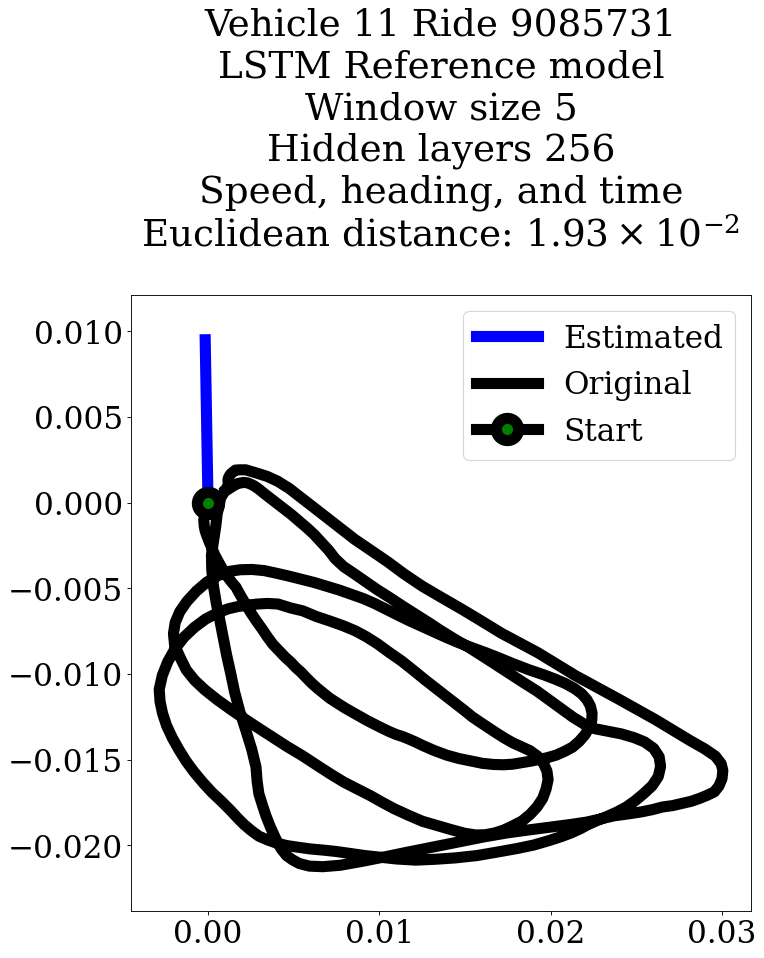 Vehicle 11 Ride 9085731
LSTM Reference model
Window size 5
Hidden layers 256
Speed, heading, and time
Euclidean distance: 1.93 × 10⁻²
Estimated
Original
Start
0.010
0.005
0.000
−0.005
−0.010
−0.015
−0.020
0.00 0.01 0.02 0.03